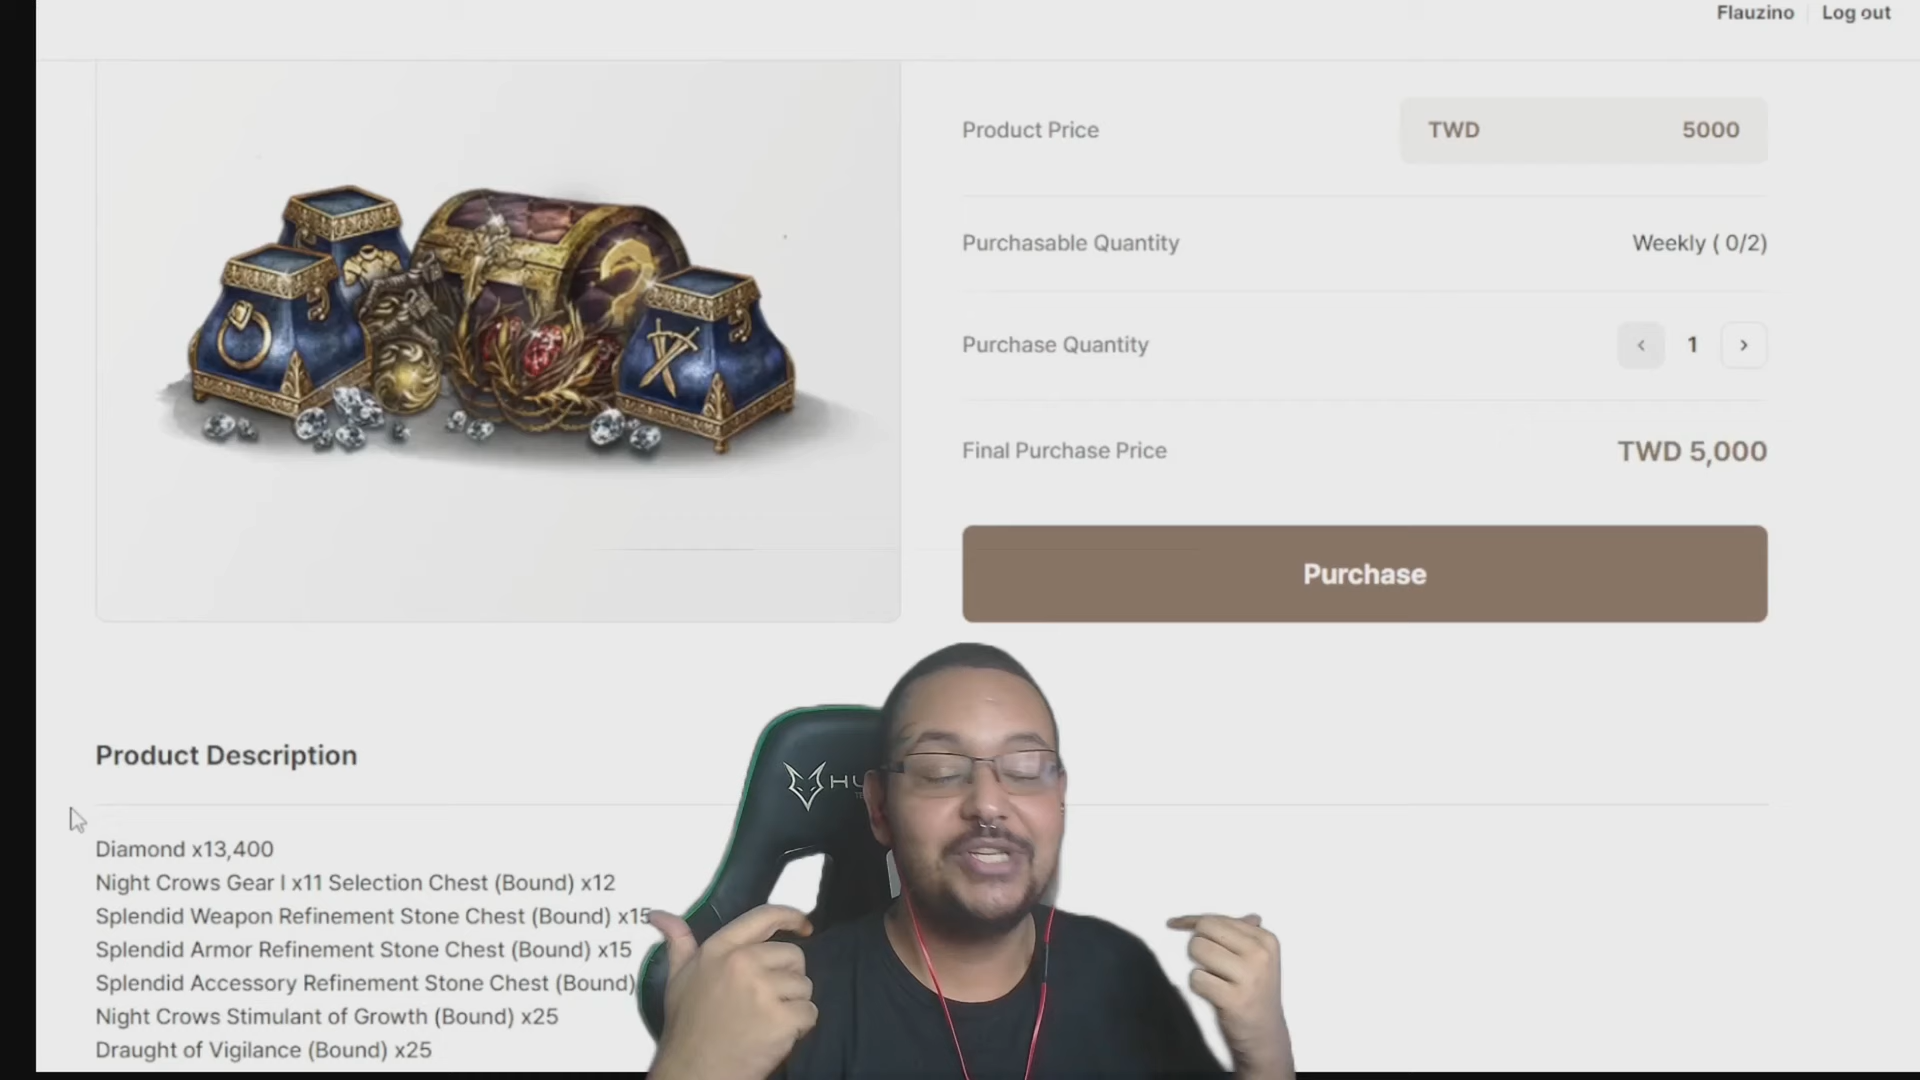 Flauzino
Log out
Product Price
TWD 5000
Purchasable Quantity
Weekly ( 0/2)
Purchase Quantity
1
Final Purchase Price
TWD 5,000
Purchase
Product Description
Diamond x13,400
Night Crows Gear I x11 Selection Chest (Bound) x12
Splendid Weapon Refinement Stone Chest (Bound) x15
Splendid Armor Refinement Stone Chest (Bound) x15
Splendid Accessory Refinement Stone Chest (Bound)
Night Crows Stimulant of Growth (Bound) x25
Draught of Vigilance (Bound) x25